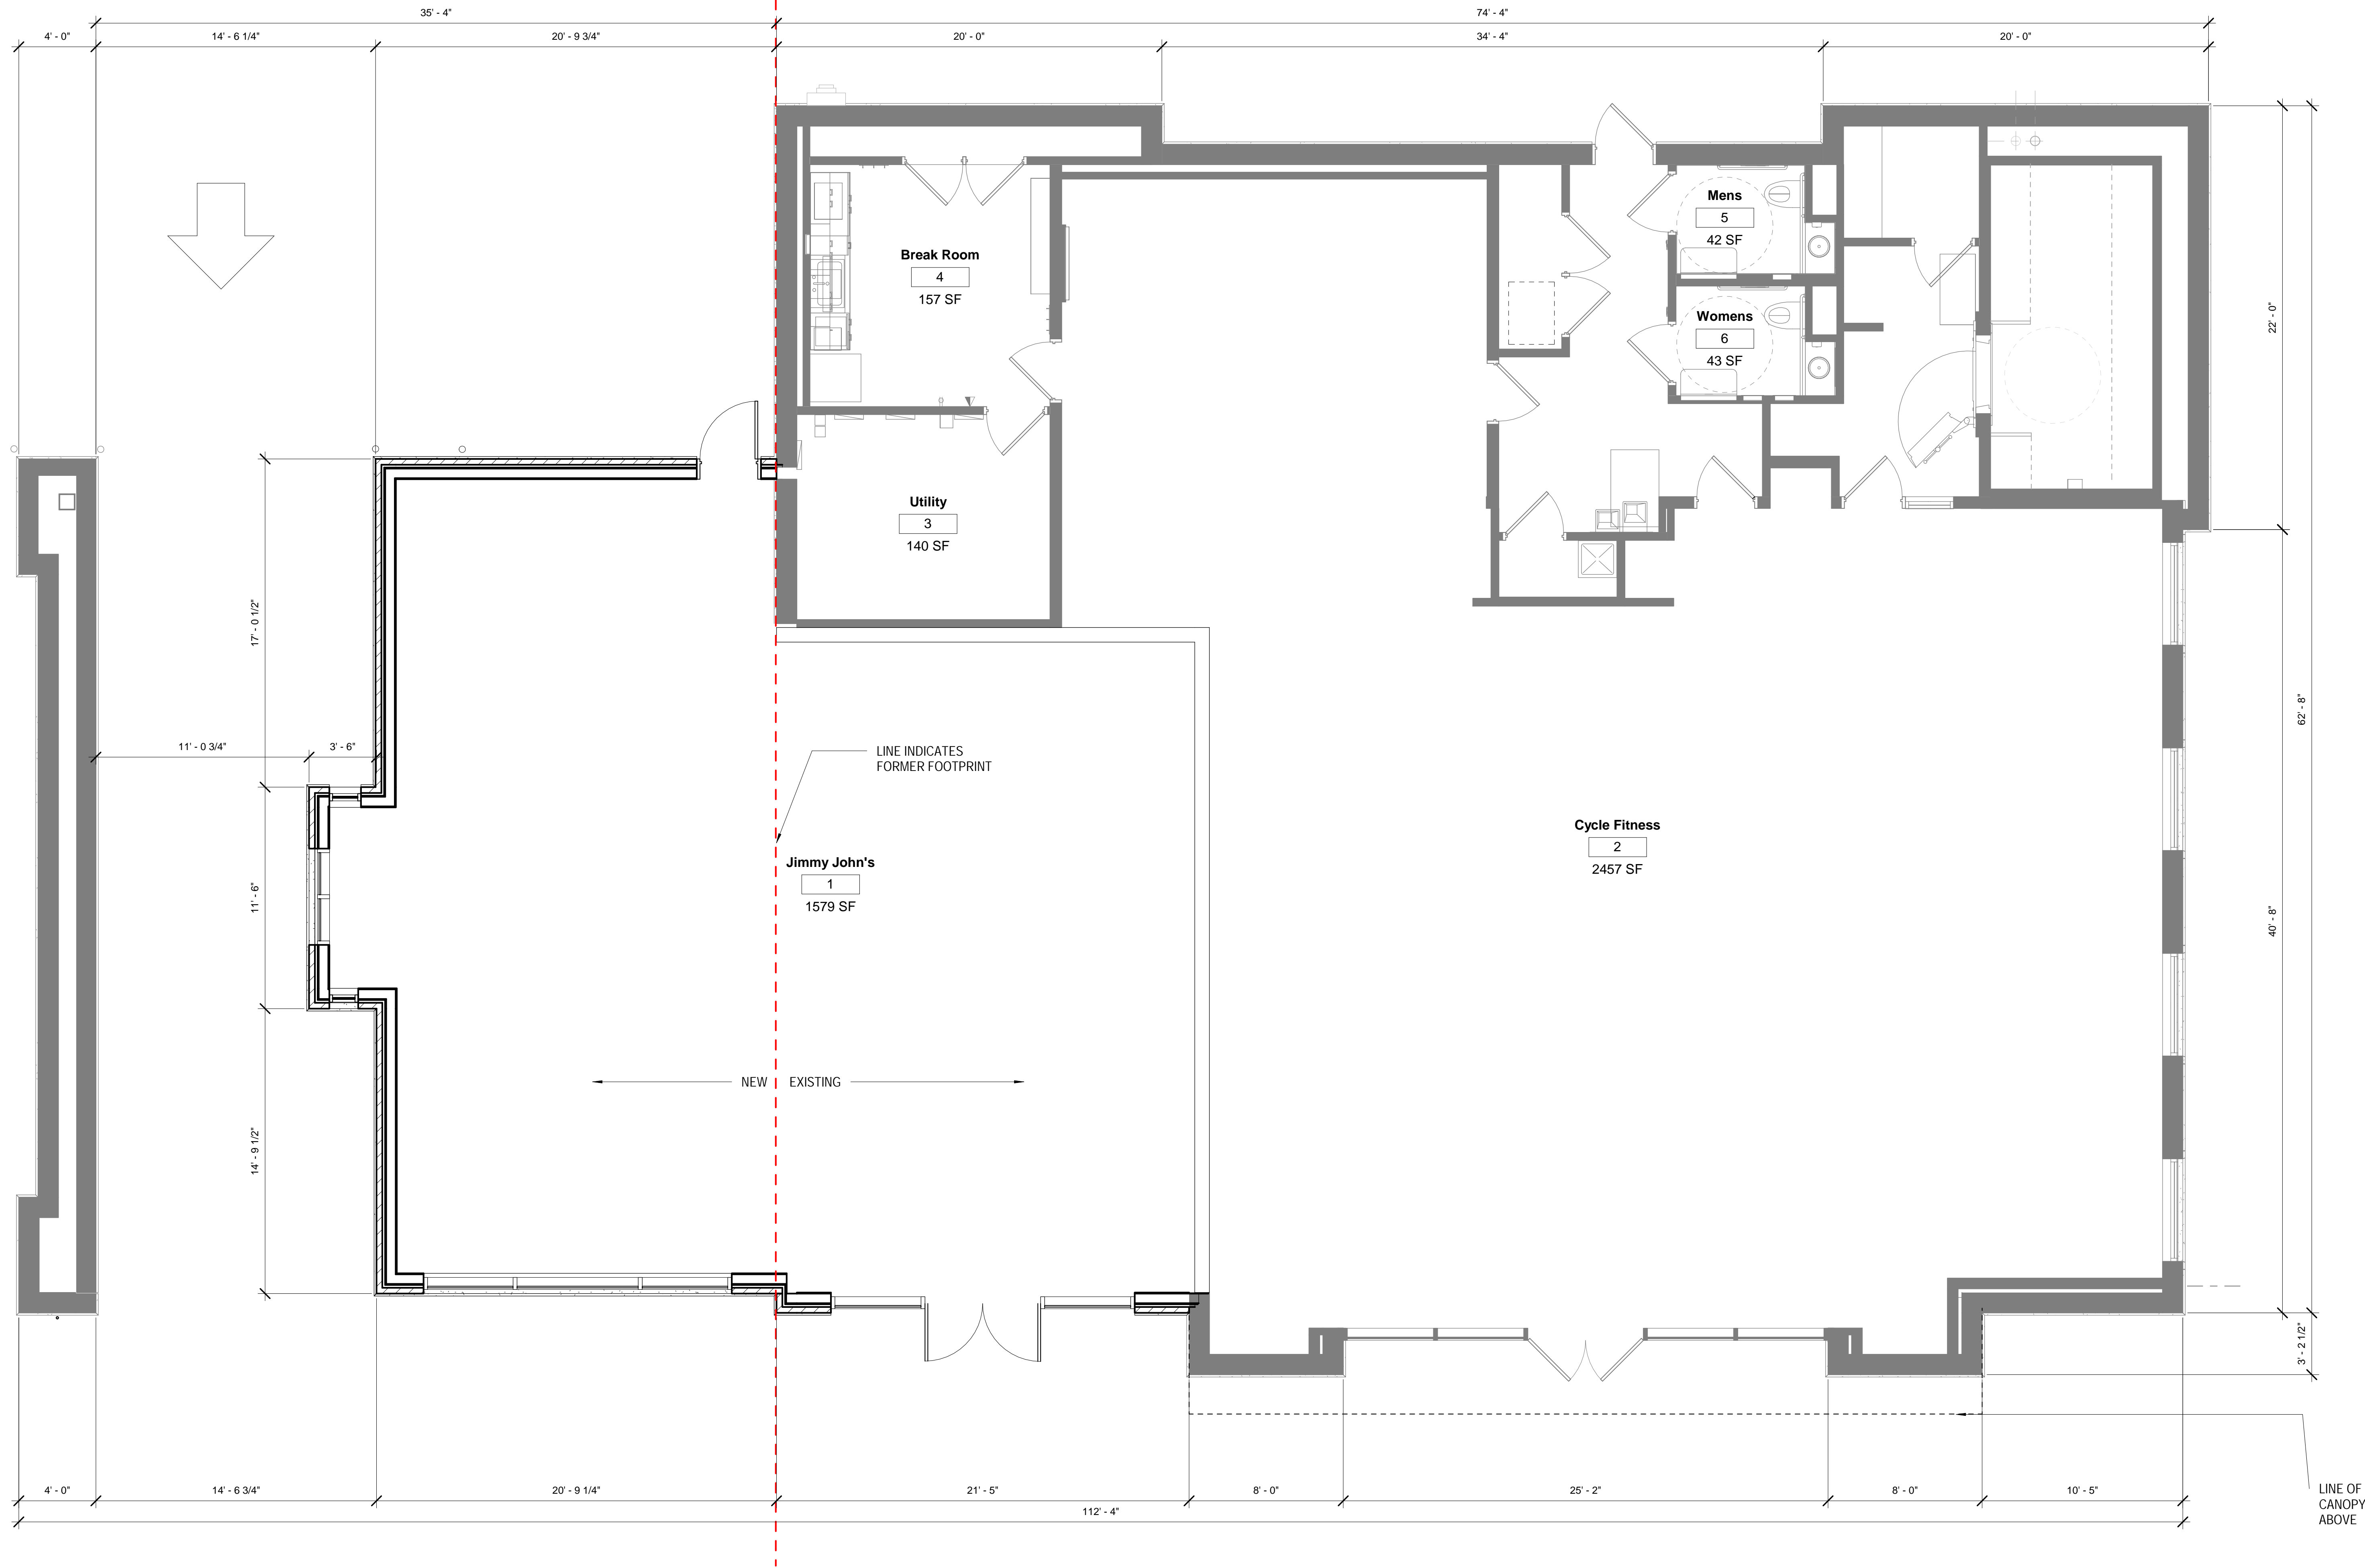 35' - 4"
74' - 4"
4' - 0"
14' - 6 1/4"
20' - 9 3/4"
20' - 0"
34' - 4"
20' - 0"
Mens
5
42 SF
Break Room
4
157 SF
Womens
6
43 SF
22' - 0"
Utility
3
140 SF
17' - 0 1/2"
62' - 8"
11' - 0 3/4"
3' - 6"
LINE INDICATES
FORMER FOOTPRINT
Cycle Fitness
2
2457 SF
Jimmy John's
1
1579 SF
11' - 6"
40' - 8"
NEW
EXISTING
14' - 9 1/2"
3' - 2 1/2"
4' - 0"
14' - 6 3/4"
20' - 9 1/4"
21' - 5"
8' - 0"
25' - 2"
8' - 0"
10' - 5"
112' - 4"
LINE OF
CANOPY
ABOVE